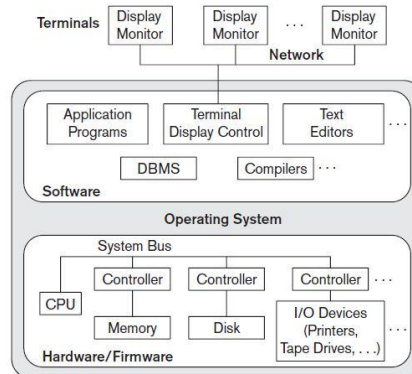 Terminals
Display Monitor
Display Monitor
. . .
Display Monitor
Network
Application Programs
Terminal Display Control
Text Editors
. . .
DBMS
Compilers
. . .
Software
Operating System
System Bus
Controller
Controller
Controller
. . .
CPU
Memory
Disk
I/O Devices
(Printers,
Tape Drives, . . .)
. . .
Hardware/Firmware